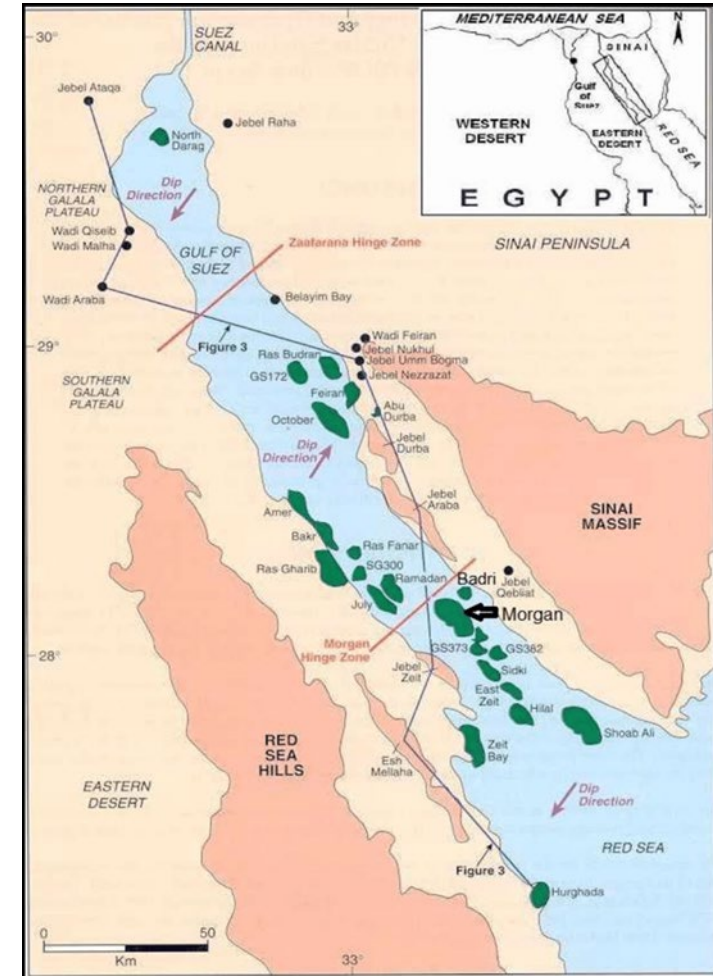 33°
30°
SUEZ
CANAL
Jebel Ataqa
Jebel Raha
North
Darag
Dip
Direction
NORTHERN
GALALA
PLATEAU
Wadi Qiseib
Wadi Malha
GULF OF
SUEZ
Zaafarana Hinge Zone
SINAI PENINSULA
Wadi Araba
Belayim Bay
Figure 3
29°
Wadi Feiran
Jebel Nukhul
Jebel Umm Bogma
Jebel Nezzazat
Ras Budran
GS172
Feiran
SOUTHERN
GALALA
PLATEAU
October
Abu
Durba
Jebel
Durba
Dip
Direction
Jebel
Araba
SINAI
MASSIF
Amer
Bakr
Ras Fanar
Ras Gharib
SG300
Ramadan
July
Badri
Jebel
Qebliat
Morgan
Morgan
Hinge Zone
28°
GS373
GS382
Jebel
Zeit
Sidki
East
Zeit
Hilal
Shoab Ali
Zeit
Bay
RED
SEA
HILLS
Esh
Mellaha
EASTERN
DESERT
Dip
Direction
RED SEA
Figure 3
Hurghada
0
50
Km
33°
MEDITERRANEAN SEA
N
SINAI
Gulf
of
Suez
WESTERN
DESERT
EASTERN
DESERT
RED SEA
EGYPT